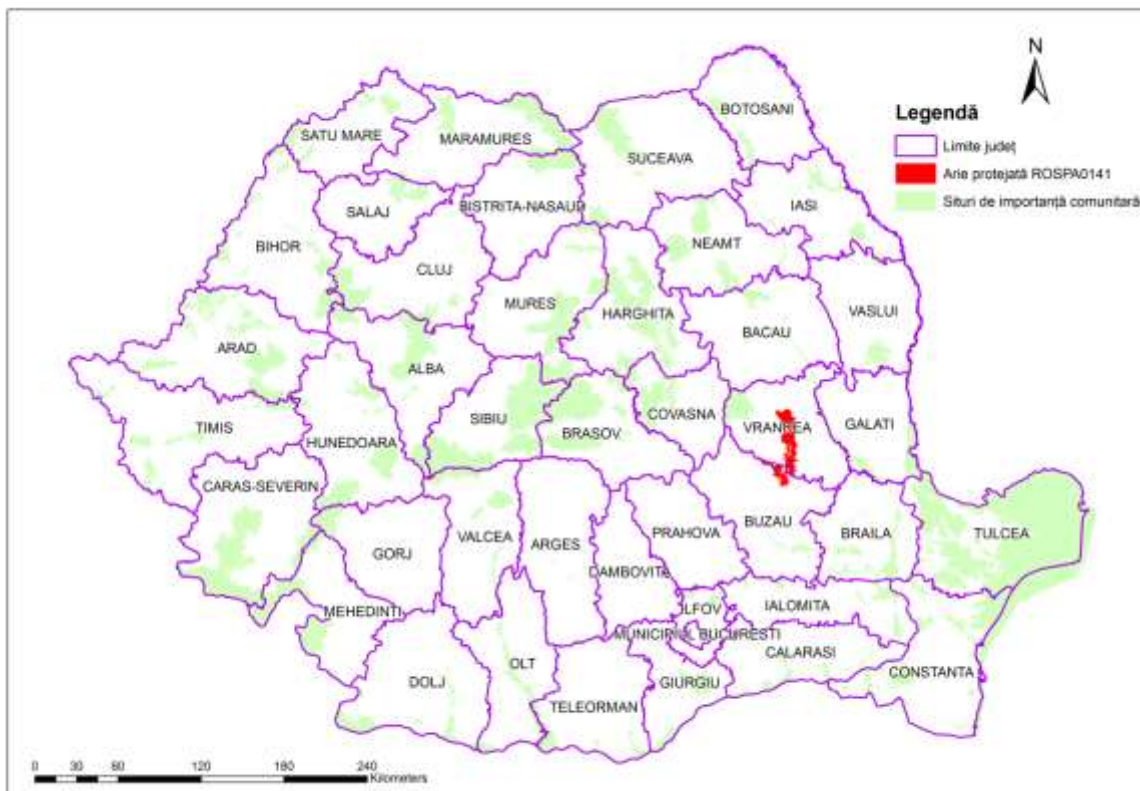 N
BOTOSANI
Legendă
SATU MARE
MARAMURES
SUCEAVA
Limite județ
Arie protejată ROSPA0141
SALAJ
BISTRITA-NASAUD
IASI
Situri de importanță comunitară
BIHOR
NEAMT
CLUJ
MURES
HARGHITA
VASLUI
BACAU
ARAD
ALBA
SIBIU
COVASNA
VRANCEA
GALATI
TIMIS
BRASOV
HUNEDOARA
CARAS-SEVERIN
BUZAU
VALCEA
PRAHOVA
BRAILA
TULCEA
GORJ
ARGES
DAMBOVITA
MEHEDINTI
ILFOV
IALOMITA
MUNICIPIUL BUCURESTI
CALARASI
OLT
CONSTANTA
DOLJ
GIURGIU
TELEORMAN
0 15 30 60 120 180 240
Kilometers